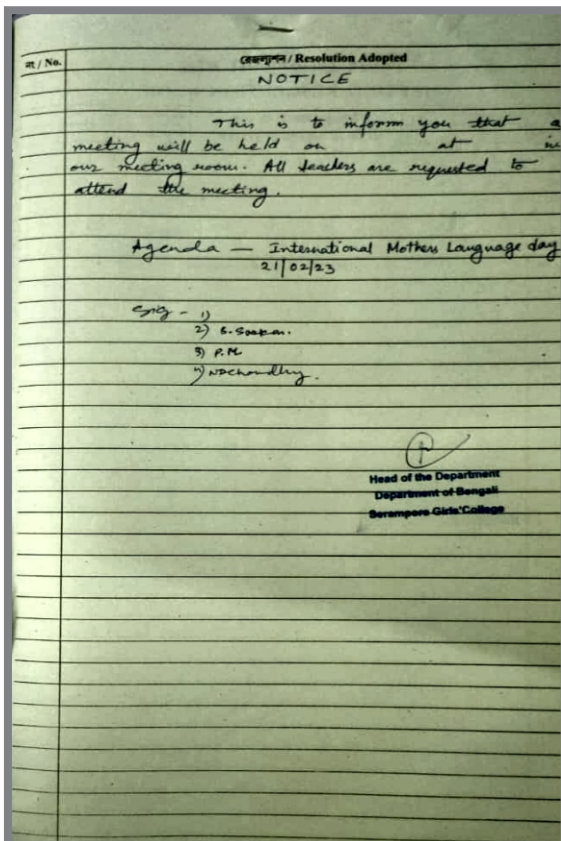 নং / No.
রেজল্যুশন / Resolution Adopted
NOTICE
This is to inform you that a
meeting will be held on at in
our meeting room. All teachers are requested to
attend the meeting.
Agenda — International Mothers Language day
21/02/23
Sig - 1)
2) S. Sarkar.
3) P.M
4) NDChowdhry.
Head of the Department
Department of Bengali
Serampore Girls' College